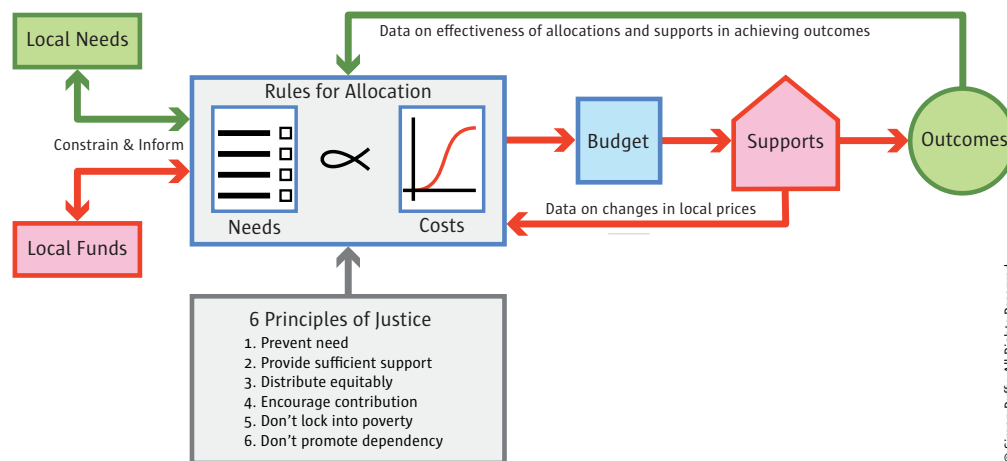 Local Needs
Data on effectiveness of allocations and supports in achieving outcomes
Rules for Allocation
Constrain & Inform
Needs
Costs
Budget
Supports
Outcomes
Data on changes in local prices
Local Funds
6 Principles of Justice
1. Prevent need
2. Provide sufficient support
3. Distribute equitably
4. Encourage contribution
5. Don't lock into poverty
6. Don't promote dependency